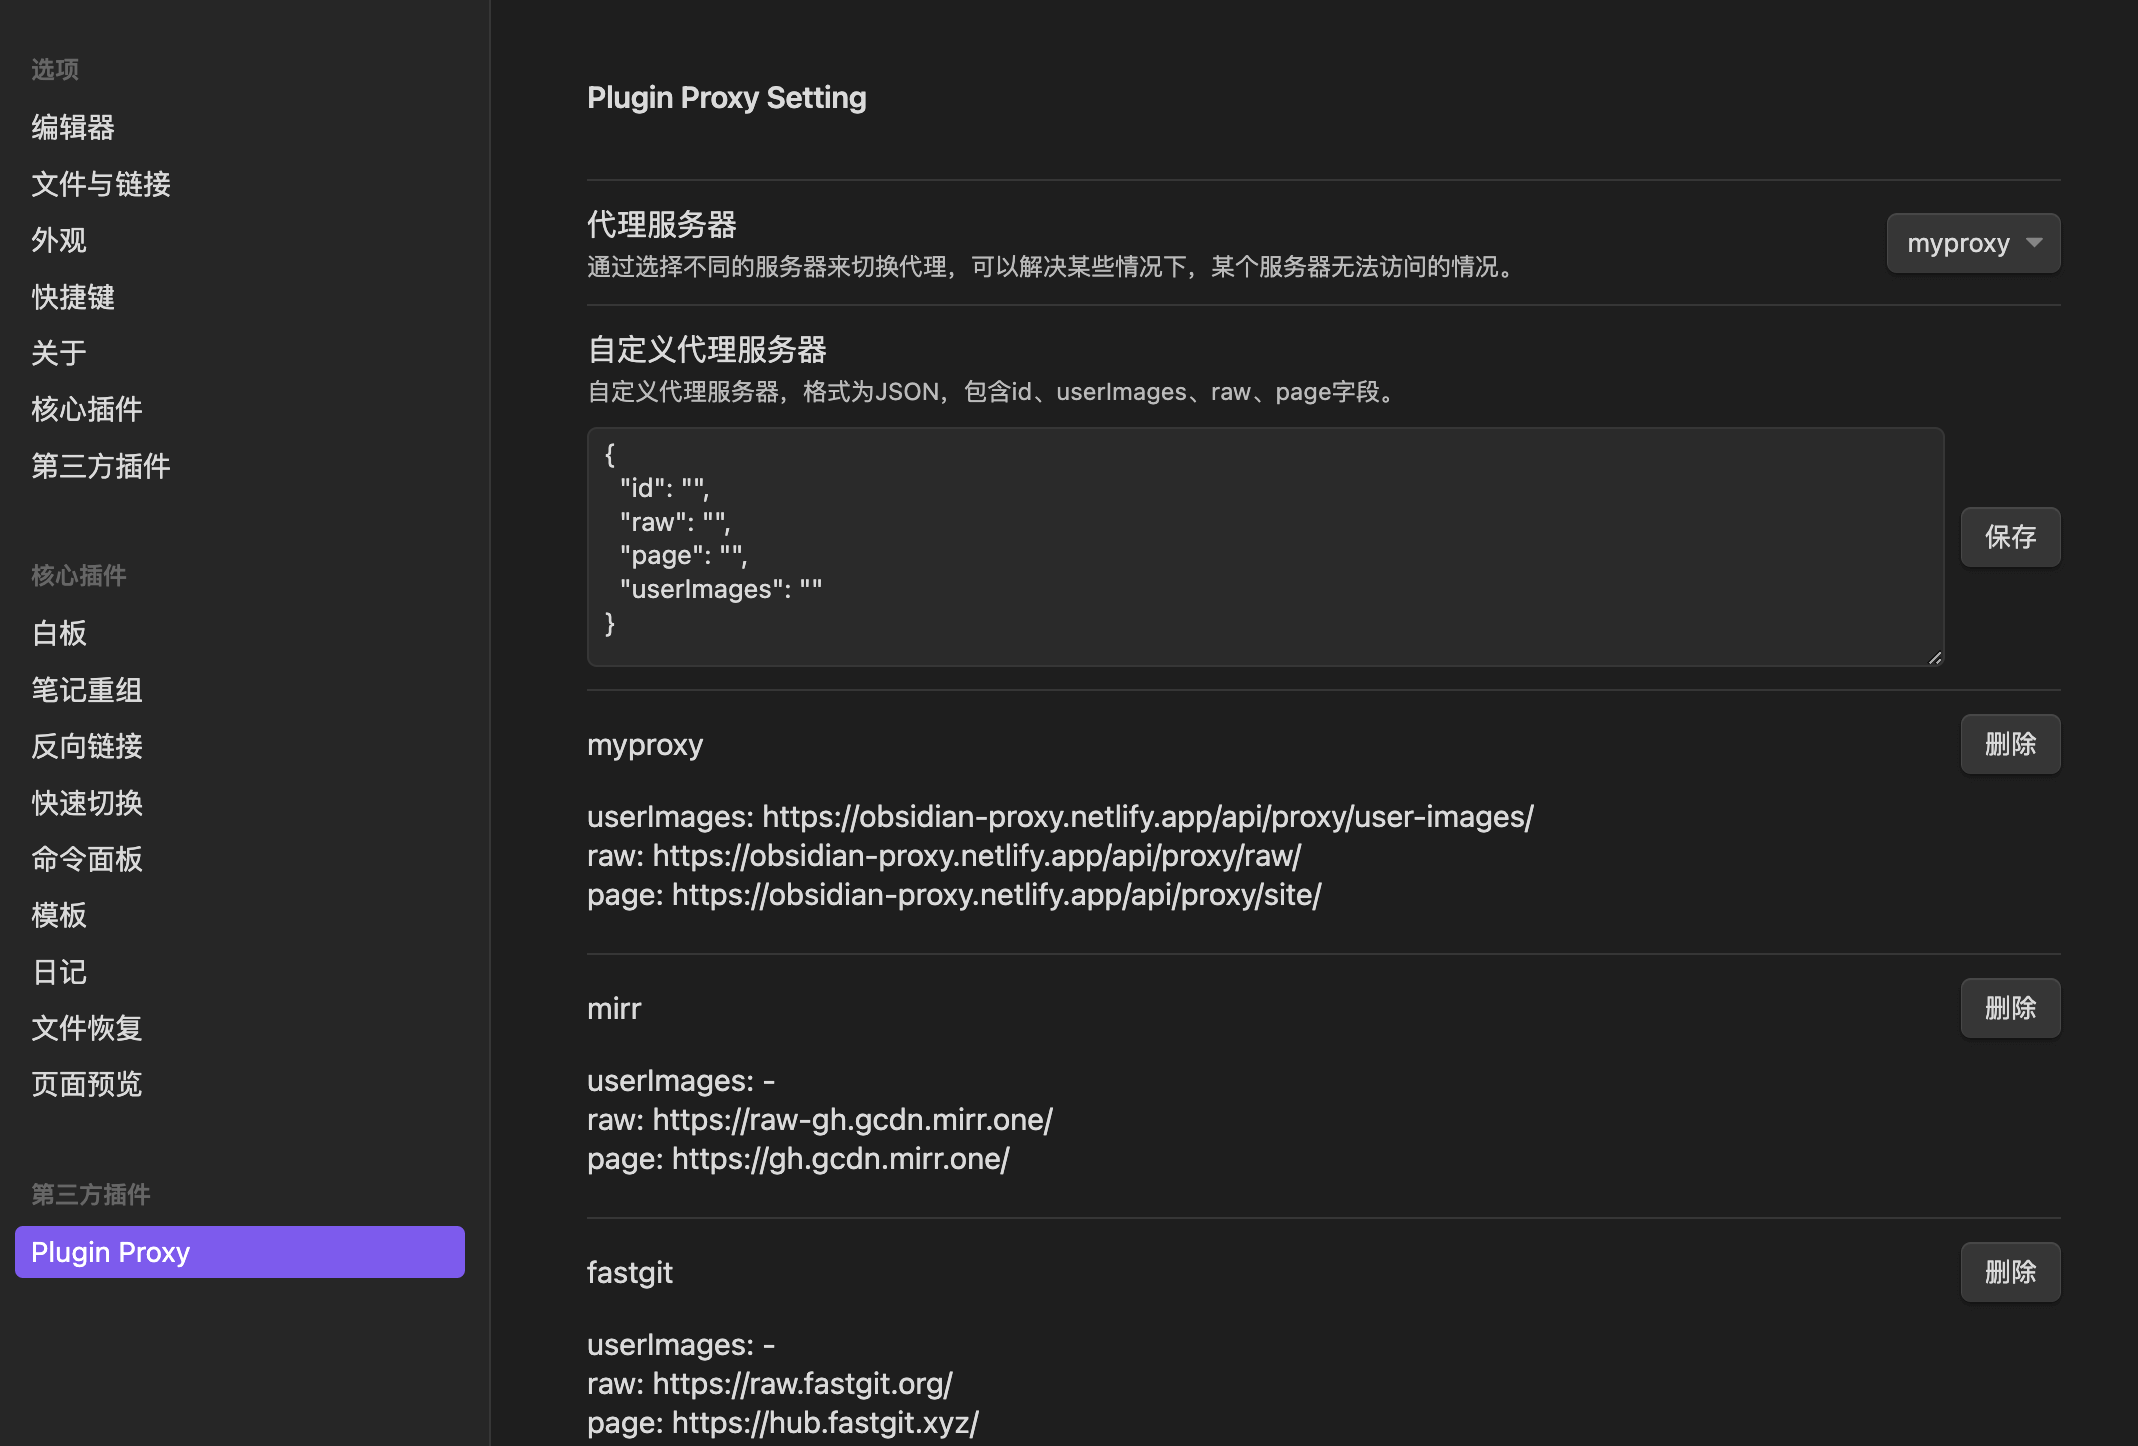 选项
编辑器
文件与链接
外观
快捷键
关于
核心插件
第三方插件
核心插件
白板
笔记重组
反向链接
快速切换
命令面板
模板
日记
文件恢复
页面预览
第三方插件
Plugin Proxy
Plugin Proxy Setting
代理服务器
通过选择不同的服务器来切换代理，可以解决某些情况下，某个服务器无法访问的情况。
myproxy
自定义代理服务器
自定义代理服务器，格式为JSON，包含id、userImages、raw、page字段。
{
"id": "",
"raw": "",
"page": "",
"userImages": ""
}
保存
myproxy
删除
userImages: https://obsidian-proxy.netlify.app/api/proxy/user-images/
raw: https://obsidian-proxy.netlify.app/api/proxy/raw/
page: https://obsidian-proxy.netlify.app/api/proxy/site/
mirr
删除
userImages: -
raw: https://raw-gh.gcdn.mirr.one/
page: https://gh.gcdn.mirr.one/
fastgit
删除
userImages: -
raw: https://raw.fastgit.org/
page: https://hub.fastgit.xyz/